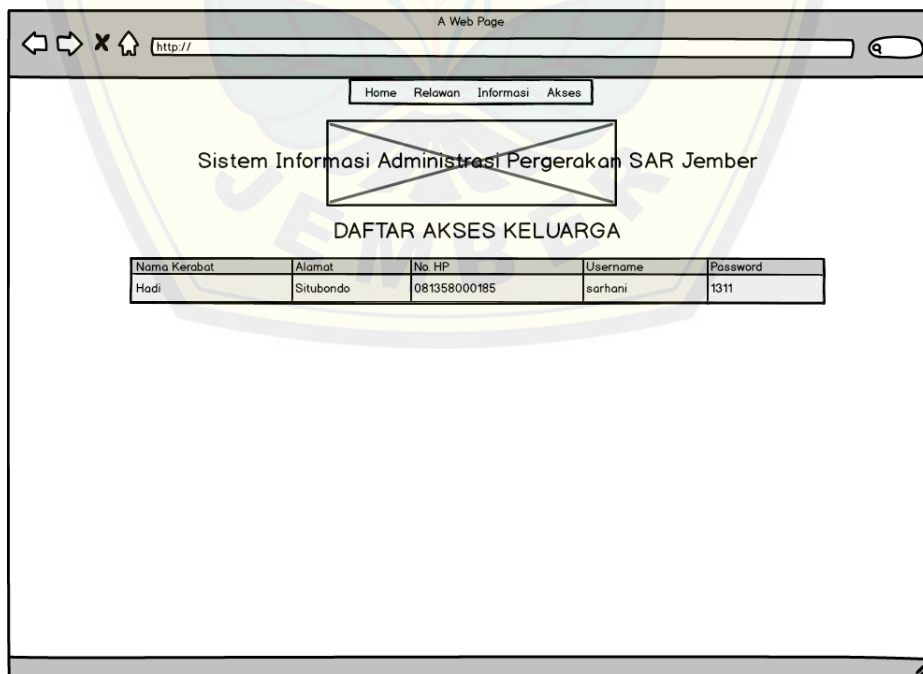 A Web Page
http://
Home Relawan Informasi Akses
Sistem Informasi Administrasi Pergerakan SAR Jember
DAFTAR AKSES KELUARGA
Nama Kerabat Alamat No. HP Username Password
Hadi Situbondo 081358000185 sarhani 1311
JEMBER